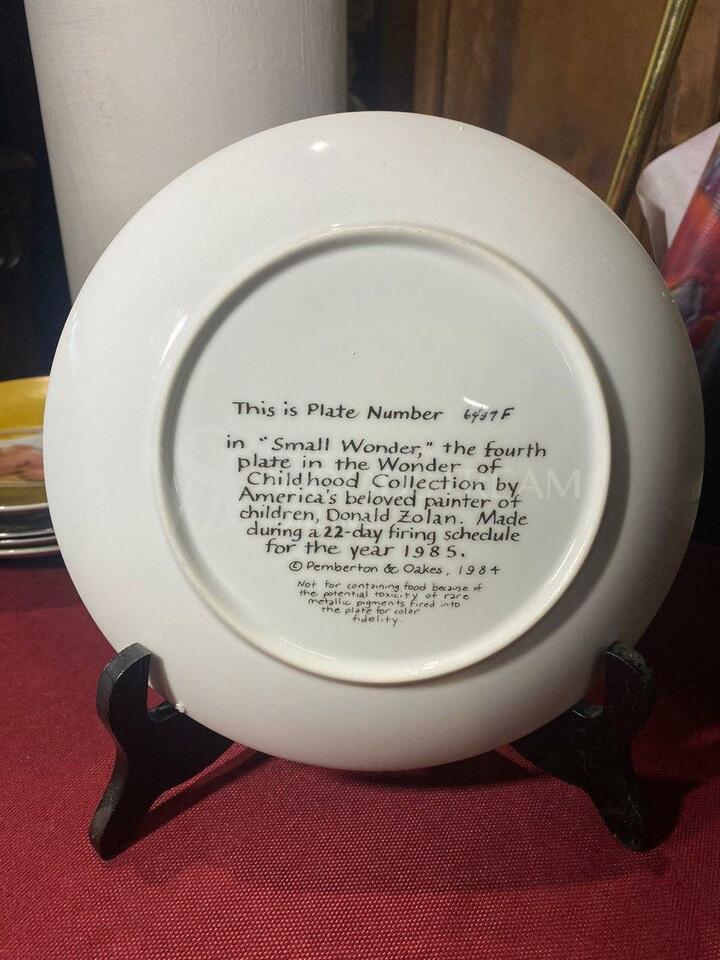 This is Plate Number 6437F
in "Small Wonder," the fourth
plate in the Wonder of
Childhood Collection by
America's beloved painter of
children, Donald Zolan. Made
during a 22-day firing schedule
for the year 1985.
© Pemberton & Oakes, 1984
Not for containing food because of
the potential toxicity of rare
metallic pigments fired into
the plate for color
fidelity.